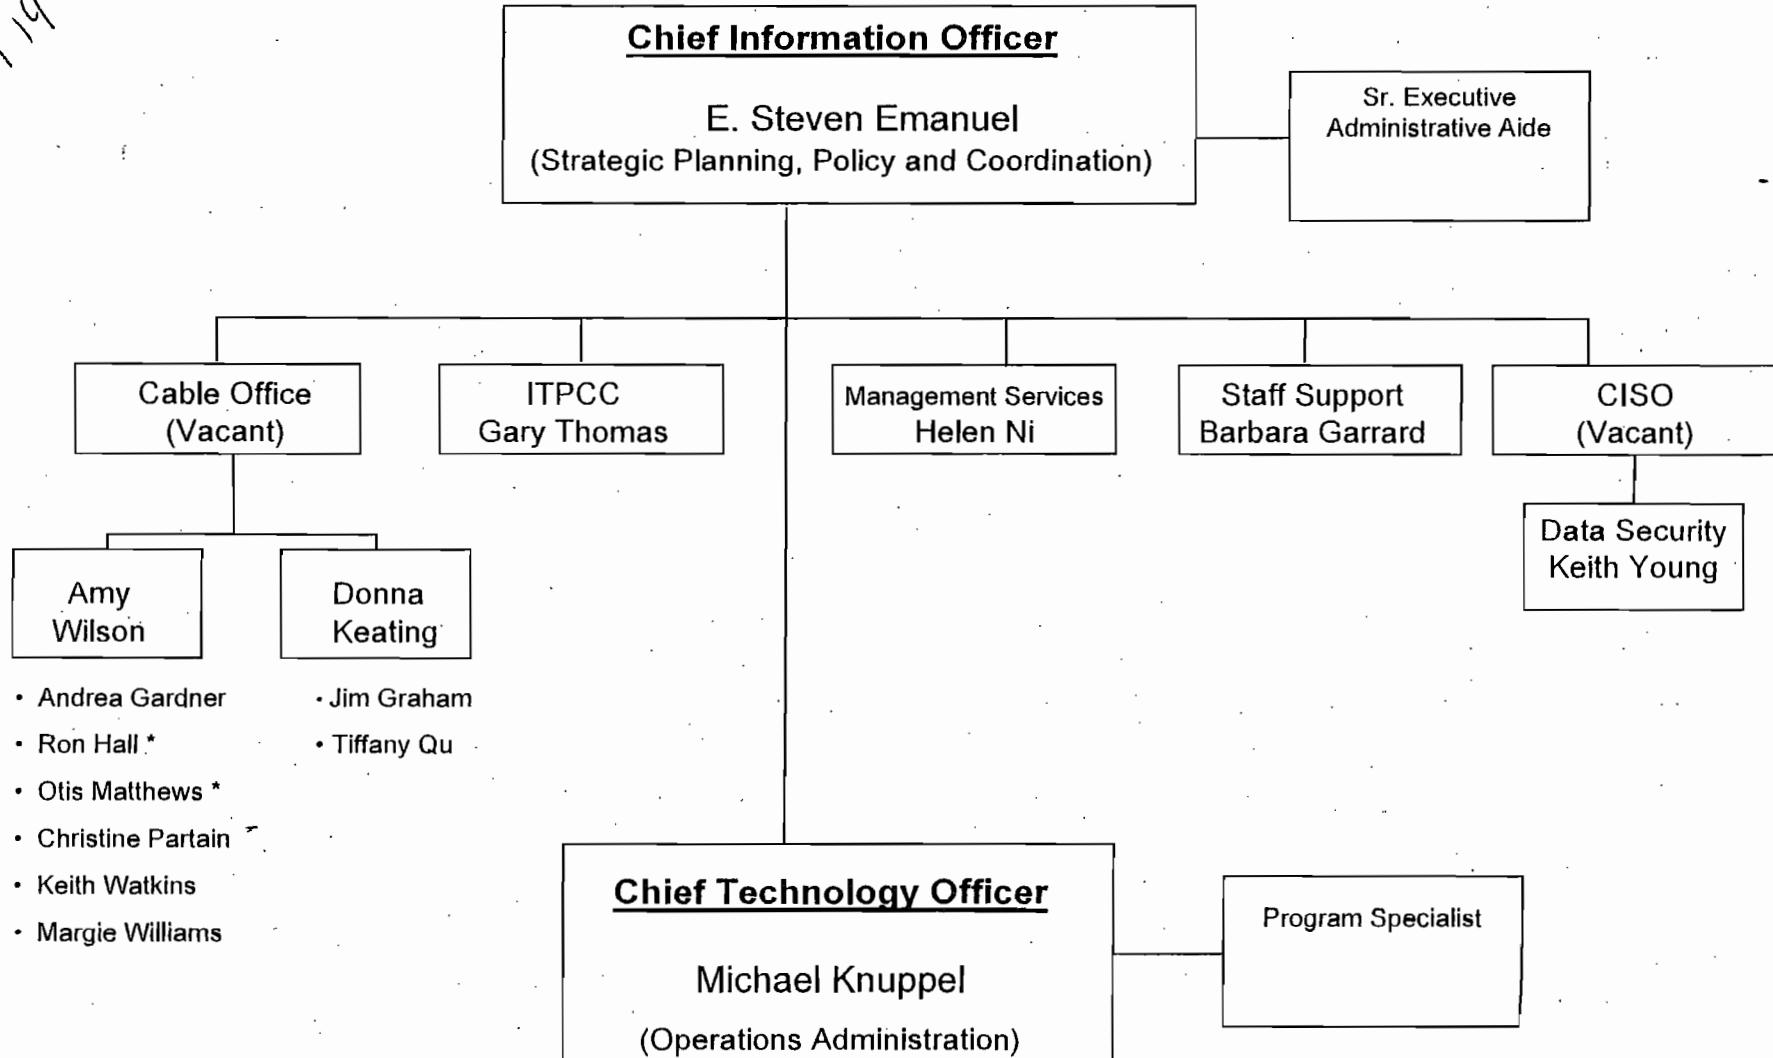 19
Chief Information Officer
E. Steven Emanuel
(Strategic Planning, Policy and Coordination)
Sr. Executive
Administrative Aide
Cable Office
(Vacant)
ITPCC
Gary Thomas
Management Services
Helen Ni
Staff Support
Barbara Garrard
CISO
(Vacant)
Data Security
Keith Young
Amy
Wilson
Donna
Keating
• Andrea Gardner
• Ron Hall *
• Otis Matthews *
• Christine Partain
• Keith Watkins
• Margie Williams
• Jim Graham
• Tiffany Qu
Chief Technology Officer
Michael Knuppel
(Operations Administration)
Program Specialist